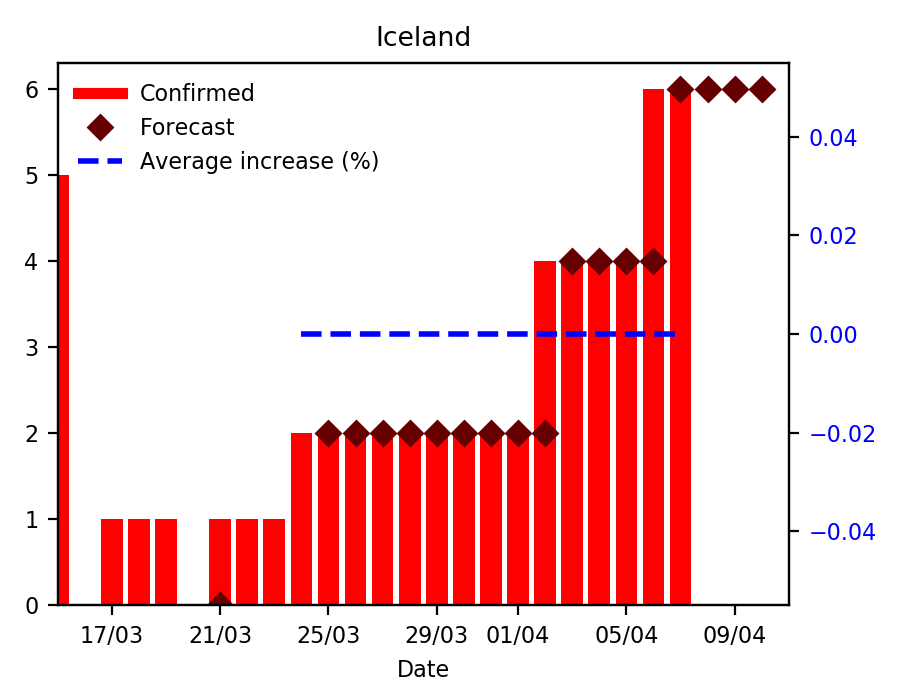 Iceland
Confirmed
Forecast
Average increase (%)
6
5
4
3
2
1
0
0.04
0.02
0.00
−0.02
−0.04
17/03 21/03 25/03 29/03 01/04 05/04 09/04
Date